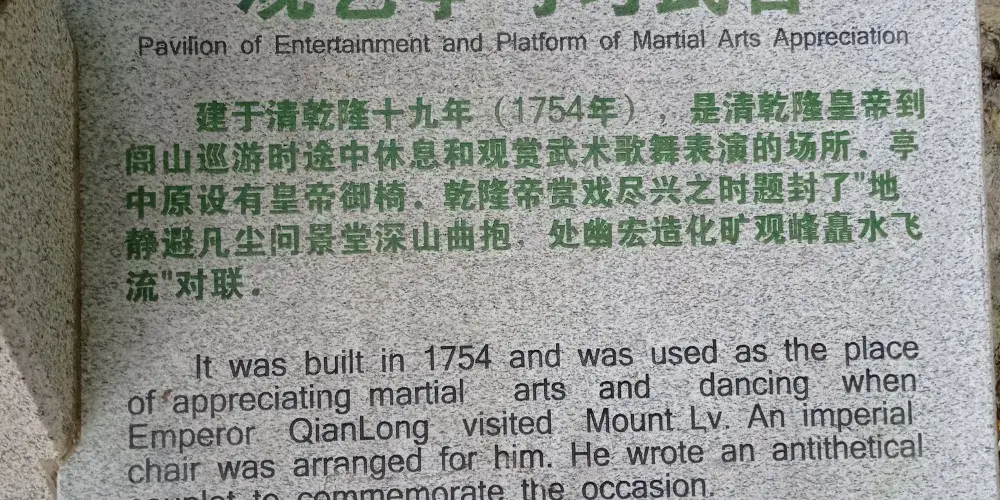 Pavilion of Entertainment and Platform of Martial Arts Appreciation
建于清乾隆十九年（1754年），是清乾隆皇帝到
闾山巡游时途中休息和观赏武术歌舞表演的场所．亭
中原设有皇帝御椅．乾隆帝赏戏尽兴之时题封了"地
静避凡尘问景堂深山曲抱，处幽宏造化旷观峰矗水飞
流"对联．
It was built in 1754 and was used as the place
of appreciating martial arts and dancing when
Emperor QianLong visited Mount Lv. An imperial
chair was arranged for him. He wrote an antithetical
couplet to commemorate the occasion.